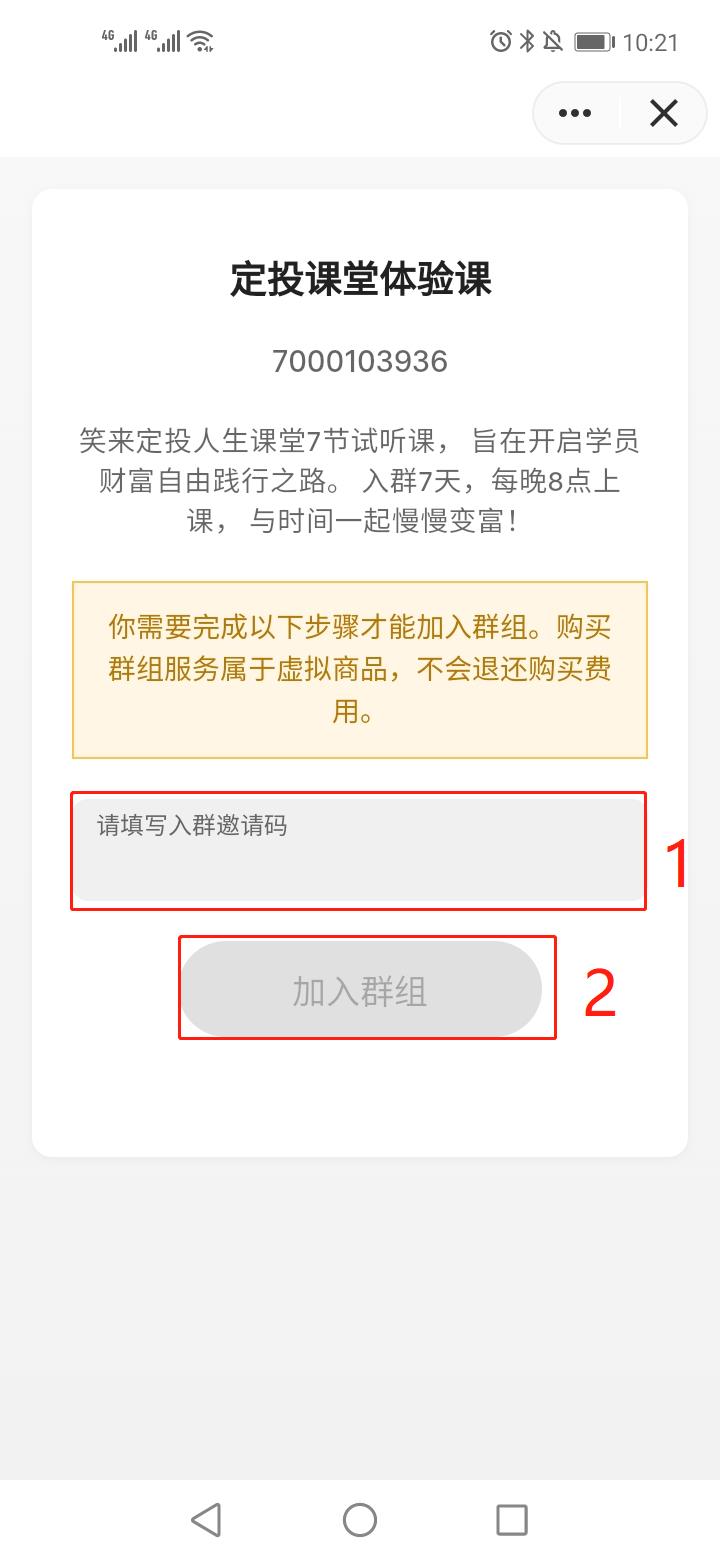 4G 4G 10:21
定投课堂体验课
7000103936
笑来定投人生课堂7节试听课， 旨在开启学员
财富自由践行之路。 入群7天，每晚8点上
课， 与时间一起慢慢变富！
你需要完成以下步骤才能加入群组。购买
群组服务属于虚拟商品，不会退还购买费
用。
请填写入群邀请码
1
加入群组
2